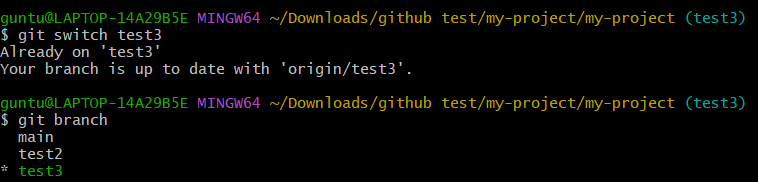 guntu@LAPTOP-14A29B5E MINGW64 ~/Downloads/github test/my-project/my-project (test3)
$ git switch test3
Already on 'test3'
Your branch is up to date with 'origin/test3'.
guntu@LAPTOP-14A29B5E MINGW64 ~/Downloads/github test/my-project/my-project (test3)
$ git branch
  main
  test2
* test3